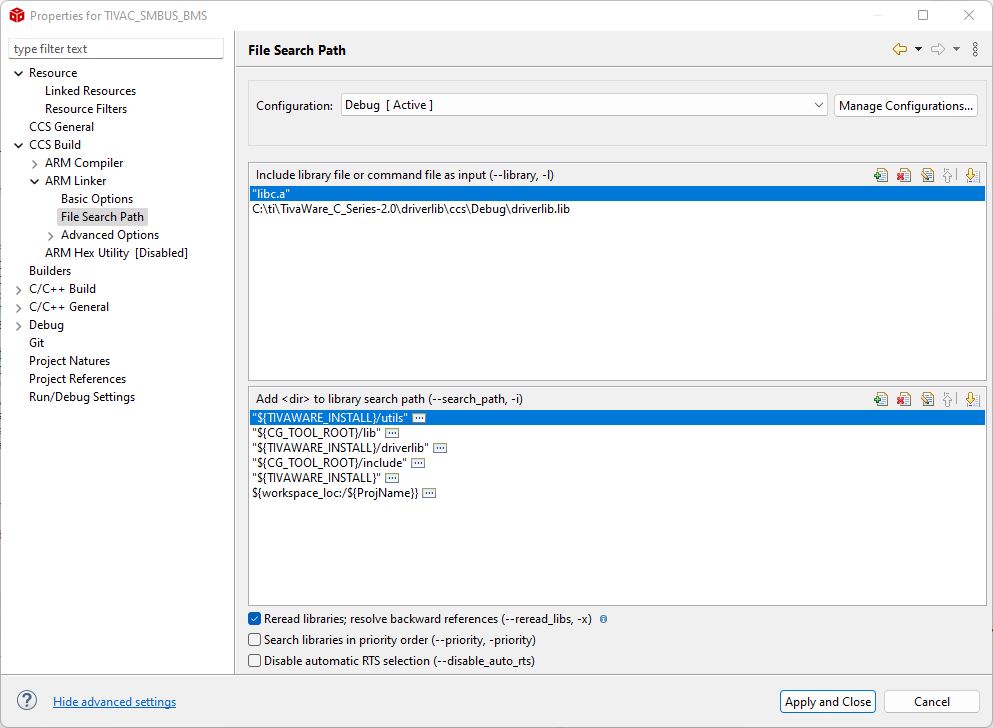 Properties for TIVAC_SMBUS_BMS
type filter text
Resource
Linked Resources
Resource Filters
CCS General
CCS Build
ARM Compiler
ARM Linker
Basic Options
File Search Path
Advanced Options
ARM Hex Utility [Disabled]
Builders
C/C++ Build
C/C++ General
Debug
Git
Project Natures
Project References
Run/Debug Settings
File Search Path
Configuration: Debug [ Active ] Manage Configurations...
Include library file or command file as input (--library, -l)
"libc.a"
C:\ti\TivaWare_C_Series-2.0\driverlib\ccs\Debug\driverlib.lib
Add <dir> to library search path (--search_path, -i)
"${TIVAWARE_INSTALL}/utils"
"${CG_TOOL_ROOT}/lib"
"${TIVAWARE_INSTALL}/driverlib"
"${CG_TOOL_ROOT}/include"
"${TIVAWARE_INSTALL}"
${workspace_loc:/${ProjName}}
Reread libraries; resolve backward references (--reread_libs, -x)
Search libraries in priority order (--priority, -priority)
Disable automatic RTS selection (--disable_auto_rts)
Hide advanced settings
Apply and Close Cancel